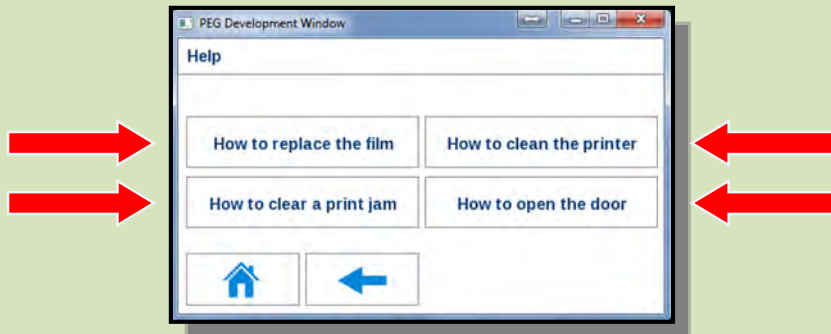 PEG Development Window
Help
How to replace the film
How to clean the printer
How to clear a print jam
How to open the door